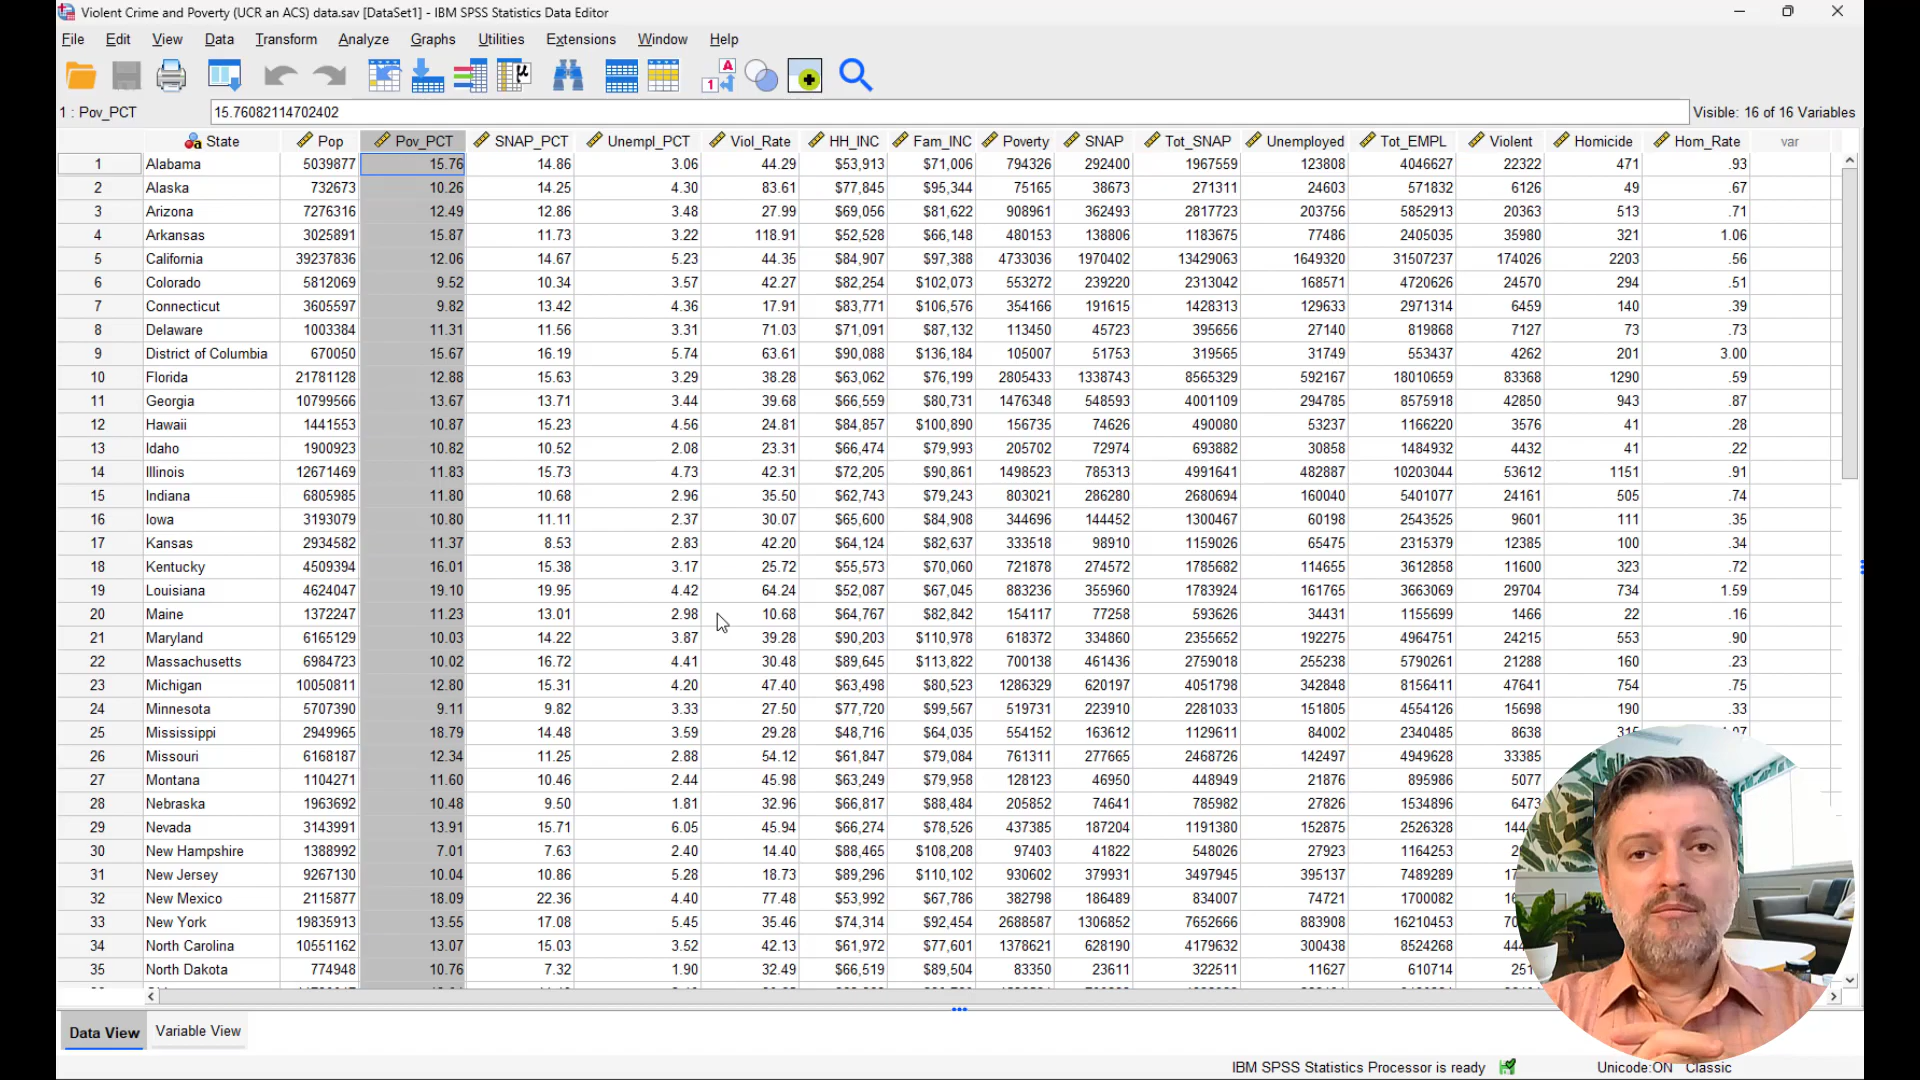 Violent Crime and Poverty (UCR an ACS) data.sav [DataSet1] - IBM SPSS Statistics Data Editor
File Edit View Data Transform Analyze Graphs Utilities Extensions Window Help
1 : Pov_PCT 15.76082114702402 Visible: 16 of 16 Variables
State Pop Pov_PCT SNAP_PCT Unempl_PCT Viol_Rate HH_INC Fam_INC Poverty SNAP Tot_SNAP Unemployed Tot_EMPL Violent Homicide Hom_Rate var
1 Alabama 5039877 15.76 14.86 3.06 44.29 $53,913 $71,006 794326 292400 1967559 123808 4046627 22322 471 .93
2 Alaska 732673 10.26 14.25 4.30 83.61 $77,845 $95,344 75165 38673 271311 24603 571832 6126 49 .67
3 Arizona 7276316 12.49 12.86 3.48 27.99 $69,056 $81,622 908961 362493 2817723 203756 5852913 20363 513 .71
4 Arkansas 3025891 15.87 11.73 3.22 118.91 $52,528 $66,148 480153 138806 1183675 77486 2405035 35980 321 1.06
5 California 39237836 12.06 14.67 5.23 44.35 $84,907 $97,388 4733036 1970402 13429063 1649320 31507237 174026 2203 .56
6 Colorado 5812069 9.52 10.34 3.57 42.27 $82,254 $102,073 553272 239220 2313042 168571 4720626 24570 294 .51
7 Connecticut 3605597 9.82 13.42 4.36 17.91 $83,771 $106,576 354166 191615 1428313 129633 2971314 6459 140 .39
8 Delaware 1003384 11.31 11.56 3.31 71.03 $71,091 $87,132 113450 45723 395656 27140 819868 7127 73 .73
9 District of Columbia 670050 15.67 16.19 5.74 63.61 $90,088 $136,184 105007 51753 319565 31749 553437 4262 201 3.00
10 Florida 21781128 12.88 15.63 3.29 38.28 $63,062 $76,199 2805433 1338743 8565329 592167 18010659 83368 1290 .59
11 Georgia 10799566 13.67 13.71 3.44 39.68 $66,559 $80,731 1476348 548593 4001109 294785 8575918 42850 943 .87
12 Hawaii 1441553 10.87 15.23 4.56 24.81 $84,857 $100,890 156735 74626 490080 53237 1166220 3576 41 .28
13 Idaho 1900923 10.82 10.52 2.08 23.31 $66,474 $79,993 205702 72974 693882 30858 1484932 4432 41 .22
14 Illinois 12671469 11.83 15.73 4.73 42.31 $72,205 $90,861 1498523 785313 4991641 482887 10203044 53612 1151 .91
15 Indiana 6805985 11.80 10.68 2.96 35.50 $62,743 $79,243 803021 286280 2680694 160040 5401077 24161 505 .74
16 Iowa 3193079 10.80 11.11 2.37 30.07 $65,600 $84,908 344696 144452 1300467 60198 2543525 9601 111 .35
17 Kansas 2934582 11.37 8.53 2.83 42.20 $64,124 $82,637 333518 98910 1159026 65475 2315379 12385 100 .34
18 Kentucky 4509394 16.01 15.38 3.17 25.72 $55,573 $70,060 721878 274572 1785682 114655 3612858 11600 323 .72
19 Louisiana 4624047 19.10 19.95 4.42 64.24 $52,087 $67,045 883236 355960 1783924 161765 3663069 29704 734 1.59
20 Maine 1372247 11.23 13.01 2.98 10.68 $64,767 $82,842 154117 77258 593626 34431 1155699 1466 22 .16
21 Maryland 6165129 10.03 14.22 3.87 39.28 $90,203 $110,978 618372 334860 2355652 192275 4964751 24215 553 .90
22 Massachusetts 6984723 10.02 16.72 4.41 30.48 $89,645 $113,822 700138 461436 2759018 255238 5790261 21288 160 .23
23 Michigan 10050811 12.80 15.31 4.20 47.40 $63,498 $80,523 1286329 620197 4051798 342848 8156411 47641 754 .75
24 Minnesota 5707390 9.11 9.82 3.33 27.50 $77,720 $99,567 519731 223910 2281033 151805 4554126 15698 190 .33
25 Mississippi 2949965 18.79 14.48 3.59 29.28 $48,716 $64,035 554152 163612 1129611 84002 2340485 8638
26 Missouri 6168187 12.34 11.25 2.88 54.12 $61,847 $79,084 761311 277665 2468726 142497 4949628 33385
27 Montana 1104271 11.60 10.46 2.44 45.98 $63,249 $79,958 128123 46950 448949 21876 895986 5077
28 Nebraska 1963692 10.48 9.50 1.81 32.96 $66,817 $88,484 205852 74641 785982 27826 1534896 6473
29 Nevada 3143991 13.91 15.71 6.05 45.94 $66,274 $78,526 437385 187204 1191380 152875 2526328 144
30 New Hampshire 1388992 7.01 7.63 2.40 14.40 $88,465 $108,208 97403 41822 548026 27923 1164253 2
31 New Jersey 9267130 10.04 10.86 5.28 18.73 $89,296 $110,102 930602 379931 3497945 395137 7489289 17
32 New Mexico 2115877 18.09 22.36 4.40 77.48 $53,992 $67,786 382798 186489 834007 74721 1700082 16
33 New York 19835913 13.55 17.08 5.45 35.46 $74,314 $92,454 2688587 1306852 7652666 883908 16210453 70
34 North Carolina 10551162 13.07 15.03 3.52 42.13 $61,972 $77,601 1378621 628190 4179632 300438 8524268 444
35 North Dakota 774948 10.76 7.32 1.90 32.49 $66,519 $89,504 83350 23611 322511 11627 610714 251
Data View Variable View
IBM SPSS Statistics Processor is ready Unicode:ON Classic